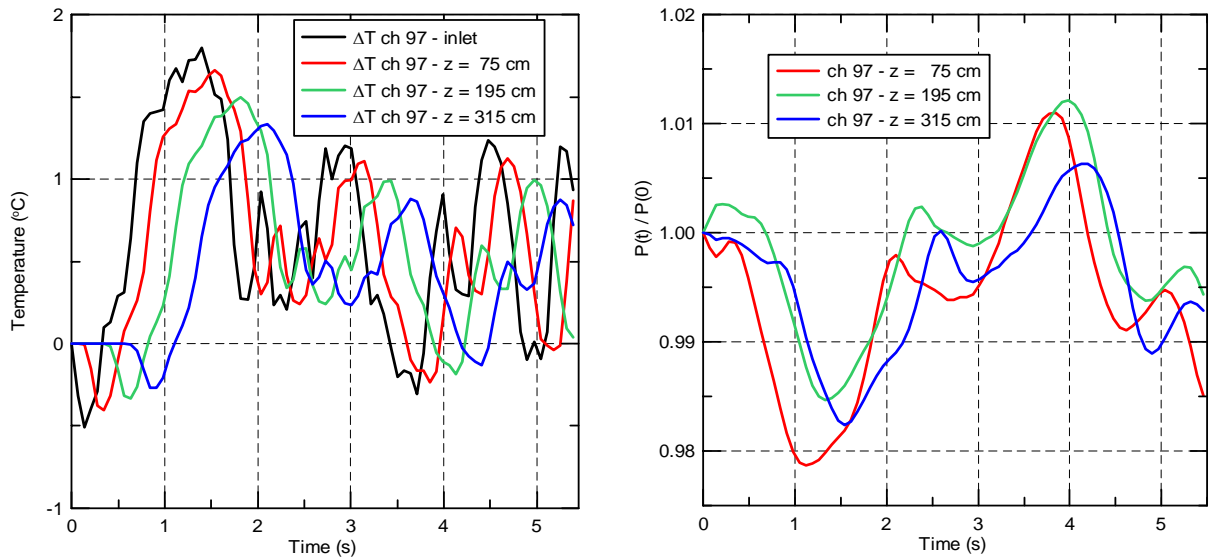 2
1
0
-1
Temperature (ºC)
ΔT ch 97 - inlet
ΔT ch 97 - z = 75 cm
ΔT ch 97 - z = 195 cm
ΔT ch 97 - z = 315 cm
0 1 2 3 4 5
Time (s)
1.02
1.01
1.00
0.99
0.98
P(t) / P(0)
ch 97 - z = 75 cm
ch 97 - z = 195 cm
ch 97 - z = 315 cm
0 1 2 3 4 5
Time (s)